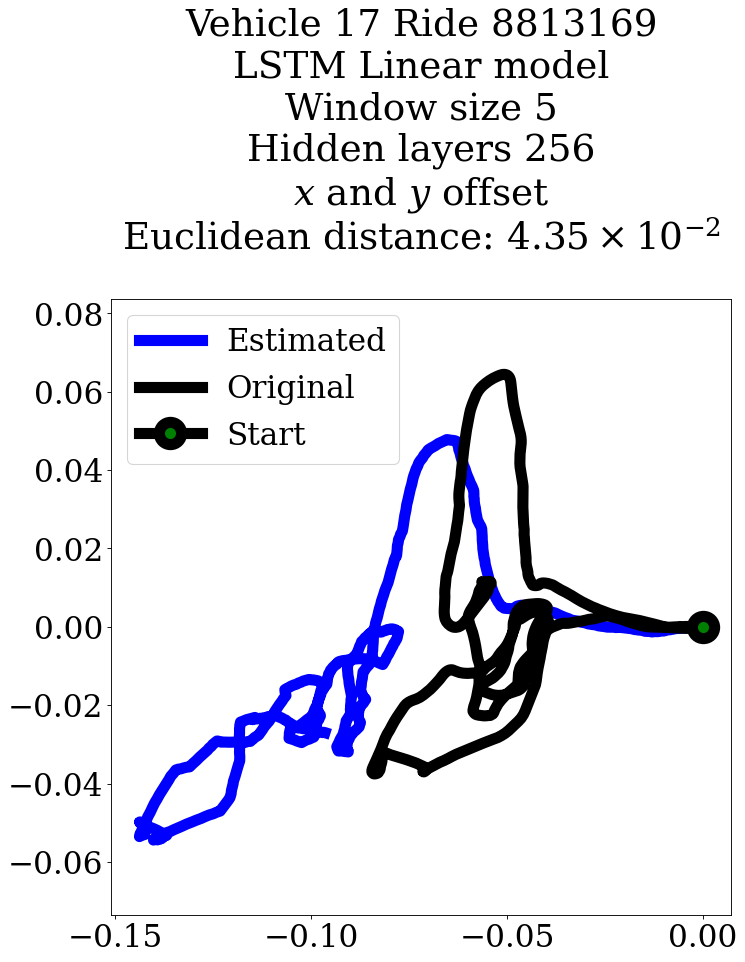 Vehicle 17 Ride 8813169
LSTM Linear model
Window size 5
Hidden layers 256
x and y offset
Euclidean distance: 4.35 × 10⁻²
0.08
Estimated
0.06
Original
Start
0.04
0.02
0.00
−0.02
−0.04
−0.06
−0.15 −0.10 −0.05 0.00